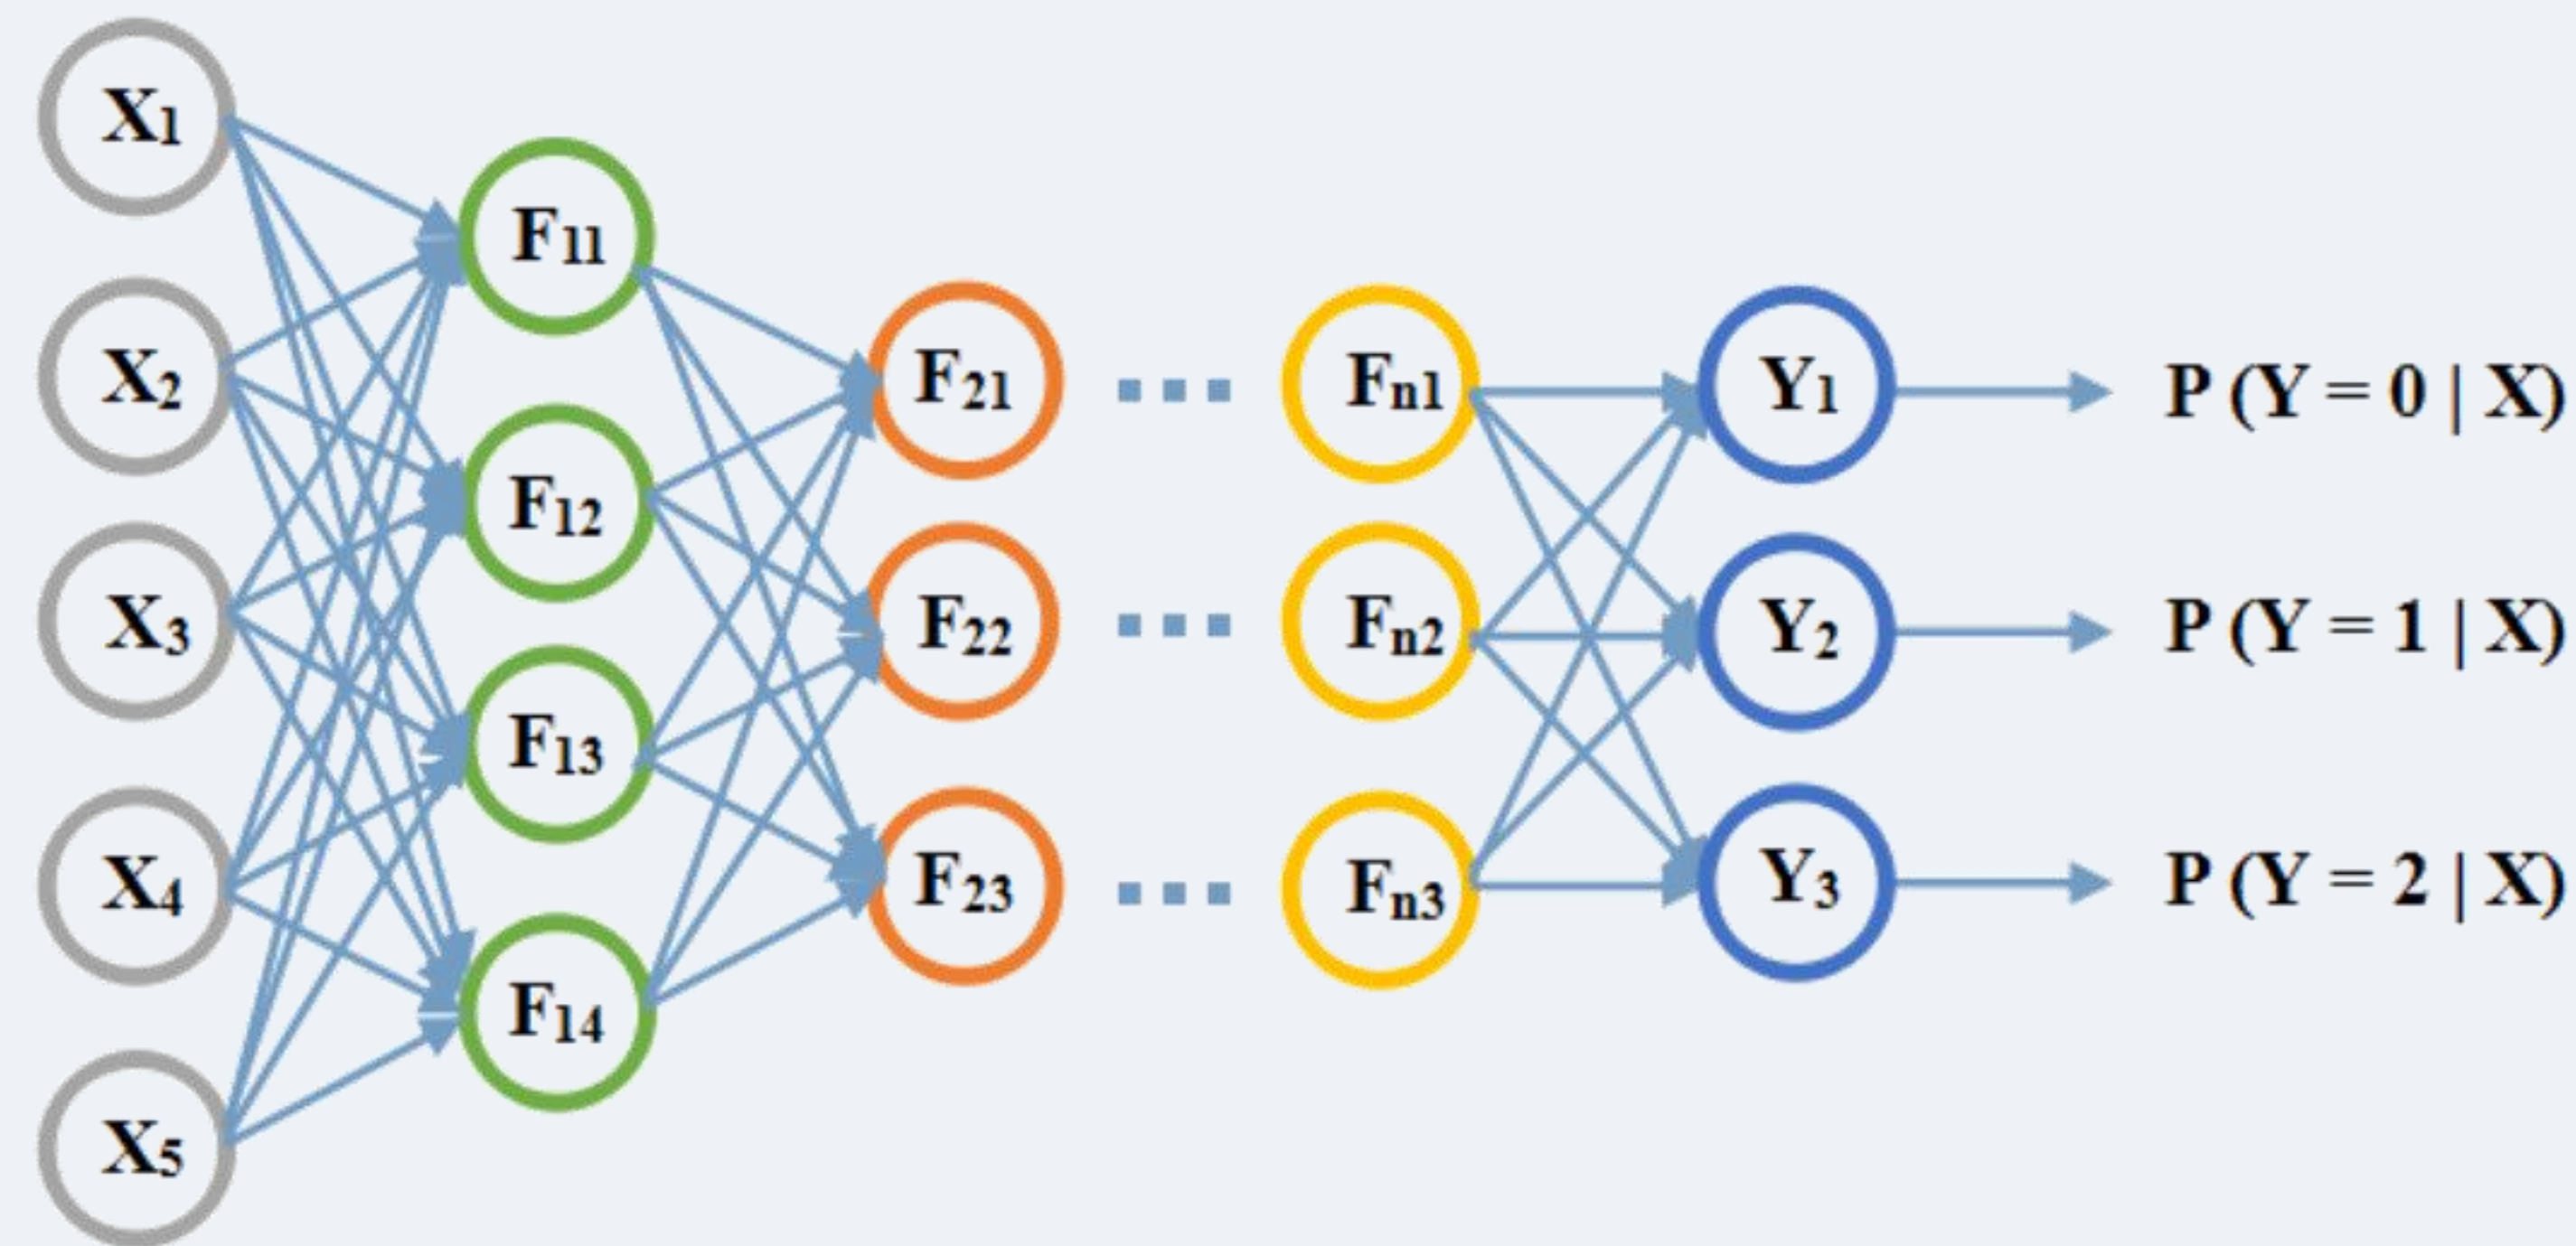 X1
X2
X3
X4
X5
F11
F12
F13
F14
F21
F22
F23
Fn1
Fn2
Fn3
Y1
Y2
Y3
P (Y = 0 | X)
P (Y = 1 | X)
P (Y = 2 | X)